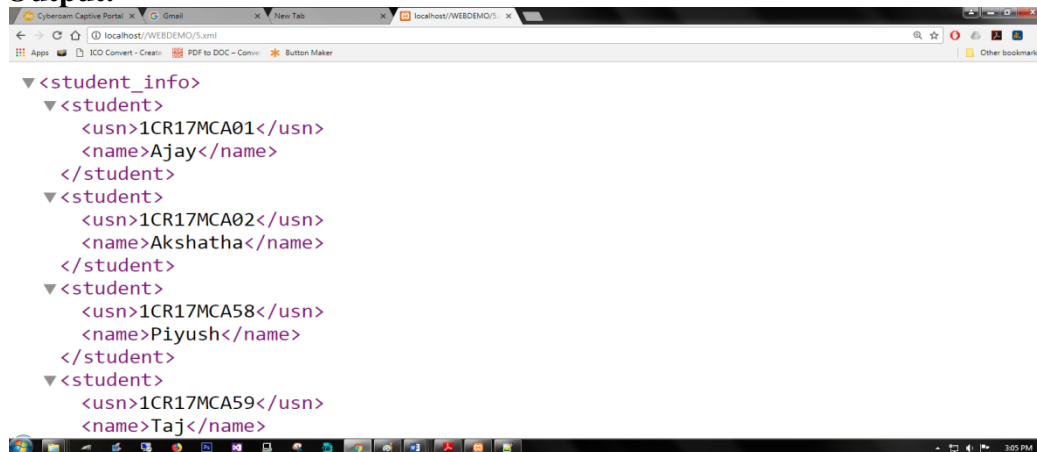 Output:
Cyberoam Captive Portal
Gmail
New Tab
localhost//WEBDEMO/5.
localhost//WEBDEMO/5.xml
Apps
ICO Convert - Create
PDF to DOC – Conve
Button Maker
Other bookmark
▼<student_info>
▼<student>
<usn>1CR17MCA01</usn>
<name>Ajay</name>
</student>
▼<student>
<usn>1CR17MCA02</usn>
<name>Akshatha</name>
</student>
▼<student>
<usn>1CR17MCA58</usn>
<name>Piyush</name>
</student>
▼<student>
<usn>1CR17MCA59</usn>
<name>Taj</name>
3:05 PM